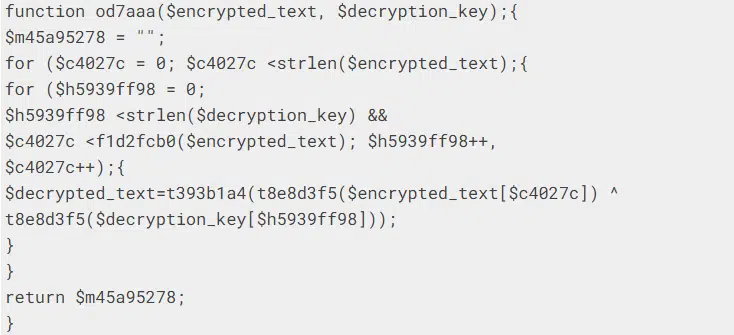 function od7aaa($encrypted_text, $decryption_key);{
$m45a95278 = "";
for ($c4027c = 0; $c4027c <strlen($encrypted_text);{
for ($h5939ff98 = 0;
$h5939ff98 <strlen($decryption_key) &&
$c4027c <f1d2fcb0($encrypted_text); $h5939ff98++,
$c4027c++);{
$decrypted_text=t393b1a4(t8e8d3f5($encrypted_text[$c4027c]) ^
t8e8d3f5($decryption_key[$h5939ff98]));
}
}
return $m45a95278;
}